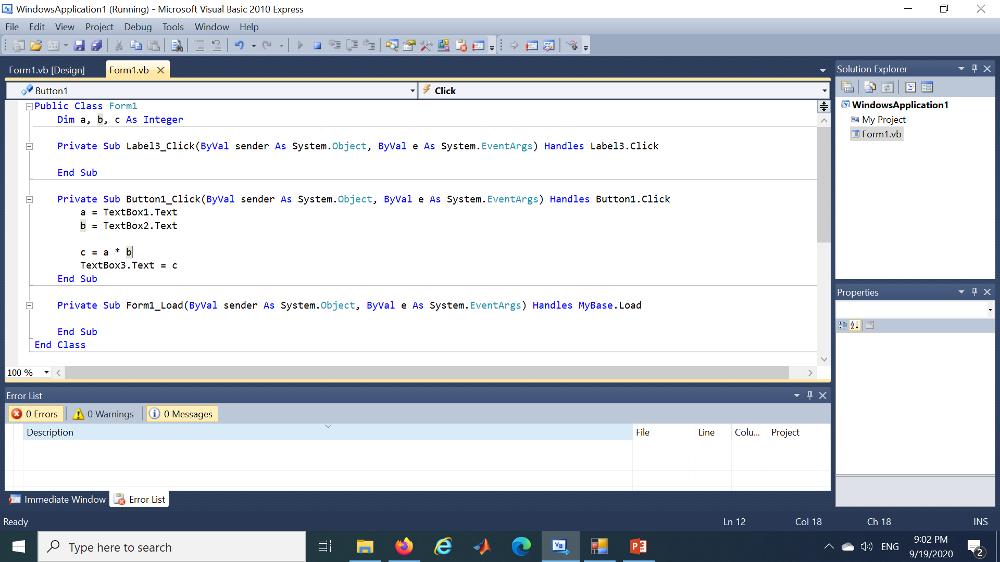 WindowsApplication1 (Running) - Microsoft Visual Basic 2010 Express
File Edit View Project Debug Tools Window Help
Form1.vb [Design] Form1.vb
Button1 Click
Public Class Form1
Dim a, b, c As Integer
Private Sub Label3_Click(ByVal sender As System.Object, ByVal e As System.EventArgs) Handles Label3.Click
End Sub
Private Sub Button1_Click(ByVal sender As System.Object, ByVal e As System.EventArgs) Handles Button1.Click
a = TextBox1.Text
b = TextBox2.Text
c = a * b
TextBox3.Text = c
End Sub
Private Sub Form1_Load(ByVal sender As System.Object, ByVal e As System.EventArgs) Handles MyBase.Load
End Sub
End Class
100 %
Solution Explorer
WindowsApplication1
My Project
Form1.vb
Properties
Error List
0 Errors 0 Warnings 0 Messages
Description File Line Colu... Project
Immediate Window Error List
Ready Ln 12 Col 18 Ch 18 INS
Type here to search
ENG
9:02 PM
9/19/2020
2